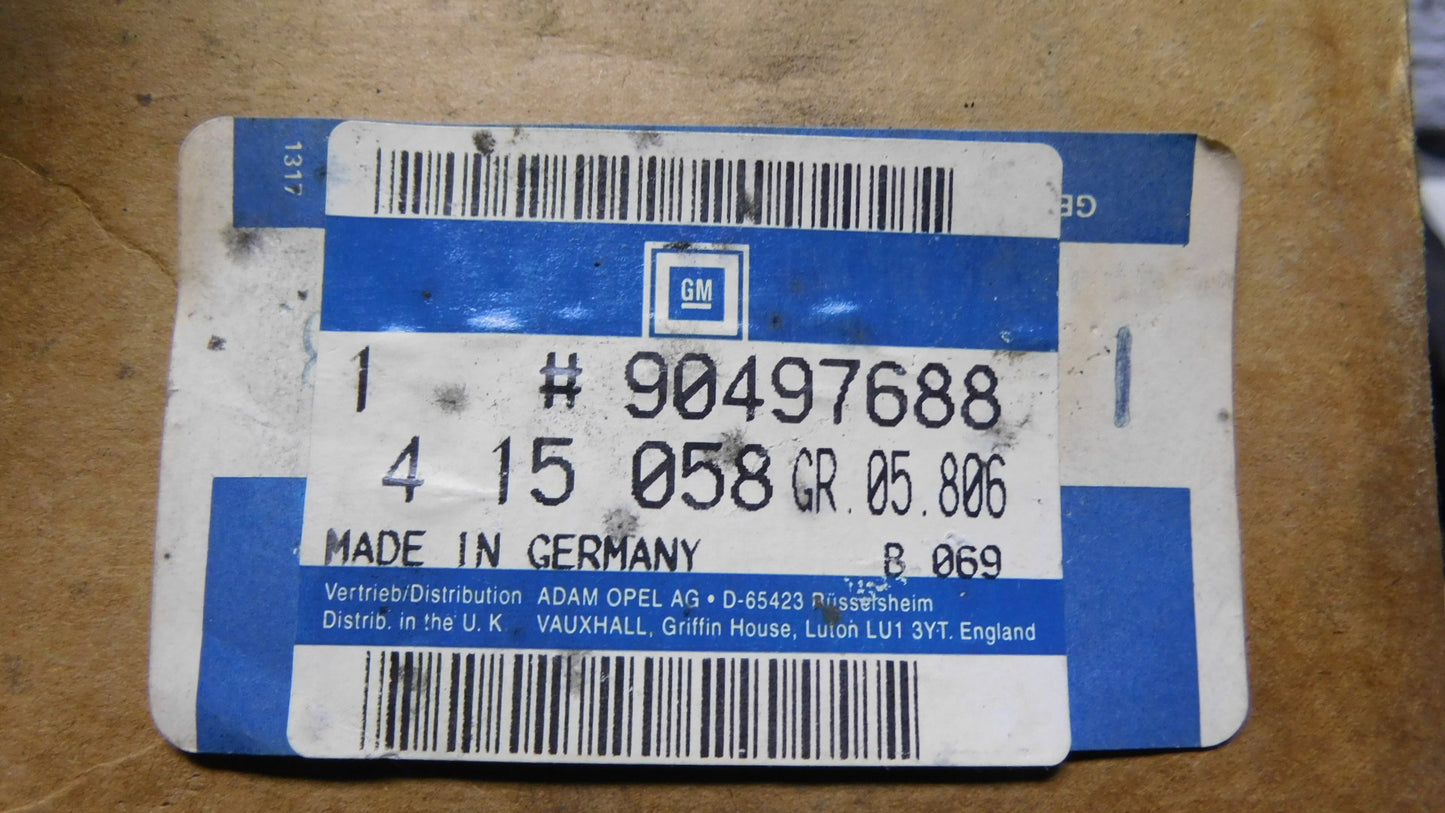 1317
GE
GM
1 # 90497688
4 15 058 GR. 05.806
MADE IN GERMANY B 069
Vertrieb/Distribution ADAM OPEL AG • D-65423 Rüsselsheim
Distrib. in the U. K. VAUXHALL, Griffin House, Luton LU1 3YT. England